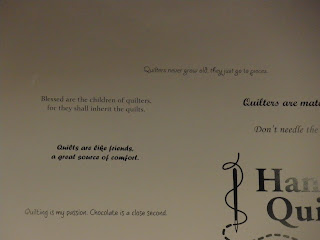 Quilters never grow old; they just go to pieces.
Blessed are the children of quilters,
for they shall inherit the quilts.
Quilters are mat
Don't needle the
Quilts are like friends,
a great source of comfort.
Han
Qui
Quilting is my passion. Chocolate is a close second.